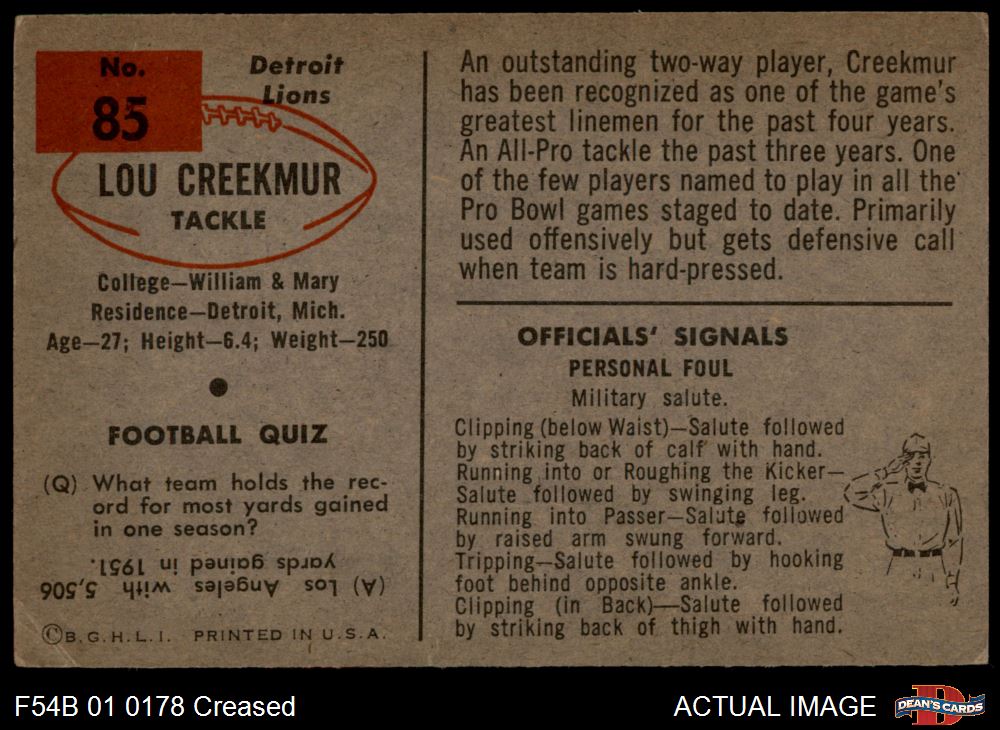 No.
85
Detroit
Lions
LOU CREEKMUR
TACKLE
College—William & Mary
Residence—Detroit, Mich.
Age—27; Height—6.4; Weight—250
FOOTBALL QUIZ
(Q) What team holds the rec-
ord for most yards gained
in one season?
(A) Los Angeles with 5,506
yards gained in 1951.
©B.G.H.L.I. PRINTED IN U.S.A.
An outstanding two-way player, Creekmur
has been recognized as one of the game's
greatest linemen for the past four years.
An All-Pro tackle the past three years. One
of the few players named to play in all the
Pro Bowl games staged to date. Primarily
used offensively but gets defensive call
when team is hard-pressed.
OFFICIALS' SIGNALS
PERSONAL FOUL
Military salute.
Clipping (below Waist)—Salute followed
by striking back of calf with hand.
Running into or Roughing the Kicker—
Salute followed by swinging leg.
Running into Passer—Salute followed
by raised arm swung forward.
Tripping—Salute followed by hooking
foot behind opposite ankle.
Clipping (in Back)—Salute followed
by striking back of thigh with hand.
F54B 01 0178 Creased
ACTUAL IMAGE
D
DEAN'S CARDS